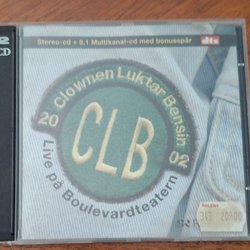 Stereo-cd + 5.1 Multikanal-cd med bonusspår
dts
2
CD
Clownen Luktar Bensin
20
CLB
02
Live på Boulevardteatern